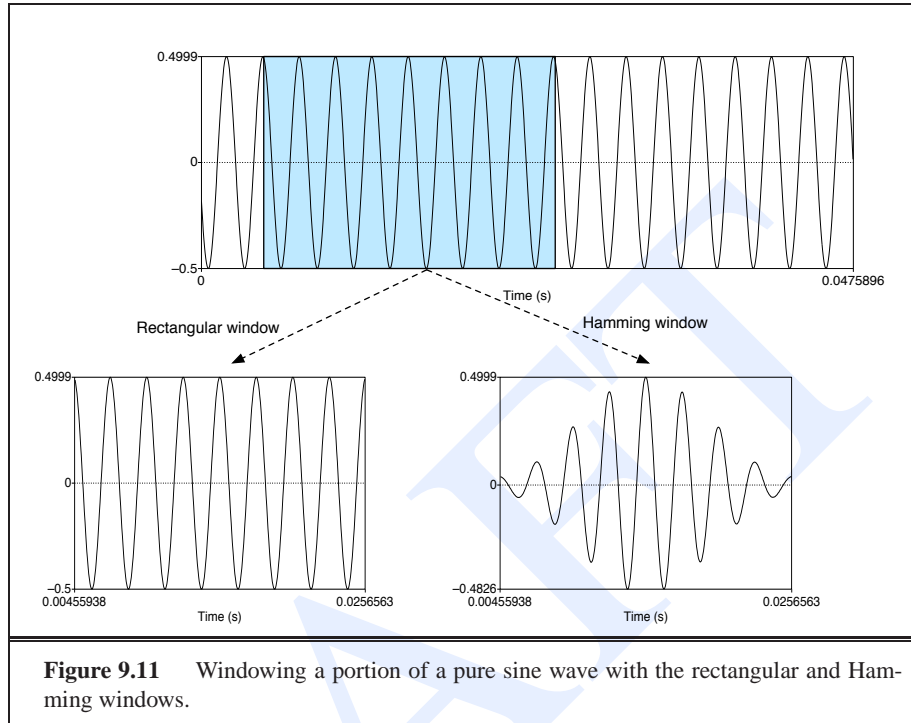 0.4999
0
–0.5
0
0.0475896
Time (s)
Rectangular window
Hamming window
0.4999
0
–0.5
0.00455938
0.0256563
Time (s)
0.4999
0
–0.4826
0.00455938
0.0256563
Time (s)
Figure 9.11 Windowing a portion of a pure sine wave with the rectangular and Ham-
ming windows.